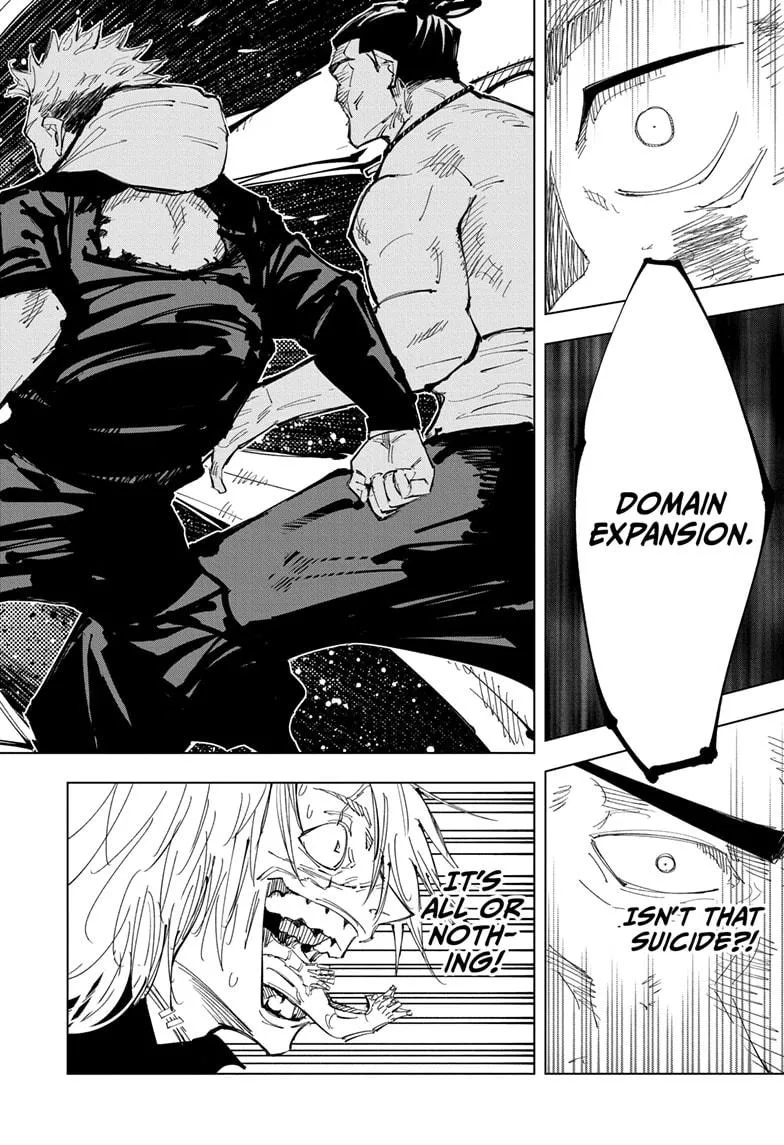 DOMAIN
EXPANSION.
ISN'T THAT
SUICIDE?!
IT'S
ALL OR
NOTH-
ING!